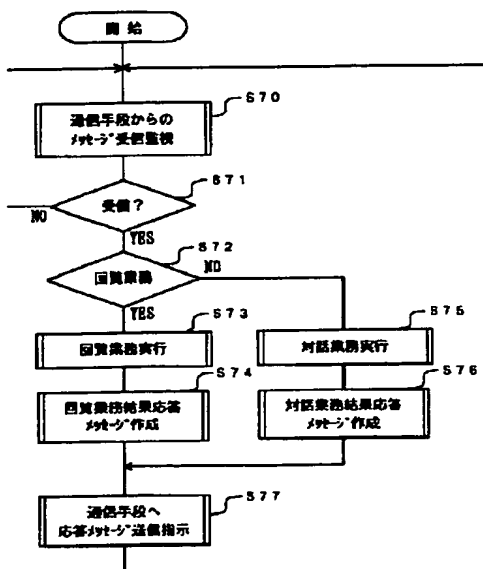 開始
S70
通信手段からの
メッセージ受信監視
S71
受信？
NO
YES
S72
回覧業務
NO
YES
S73
回覧業務実行
S75
対話業務実行
S74
回覧業務結果応答
メッセージ作成
S76
対話業務結果応答
メッセージ作成
S77
通信手段へ
応答メッセージ送信指示